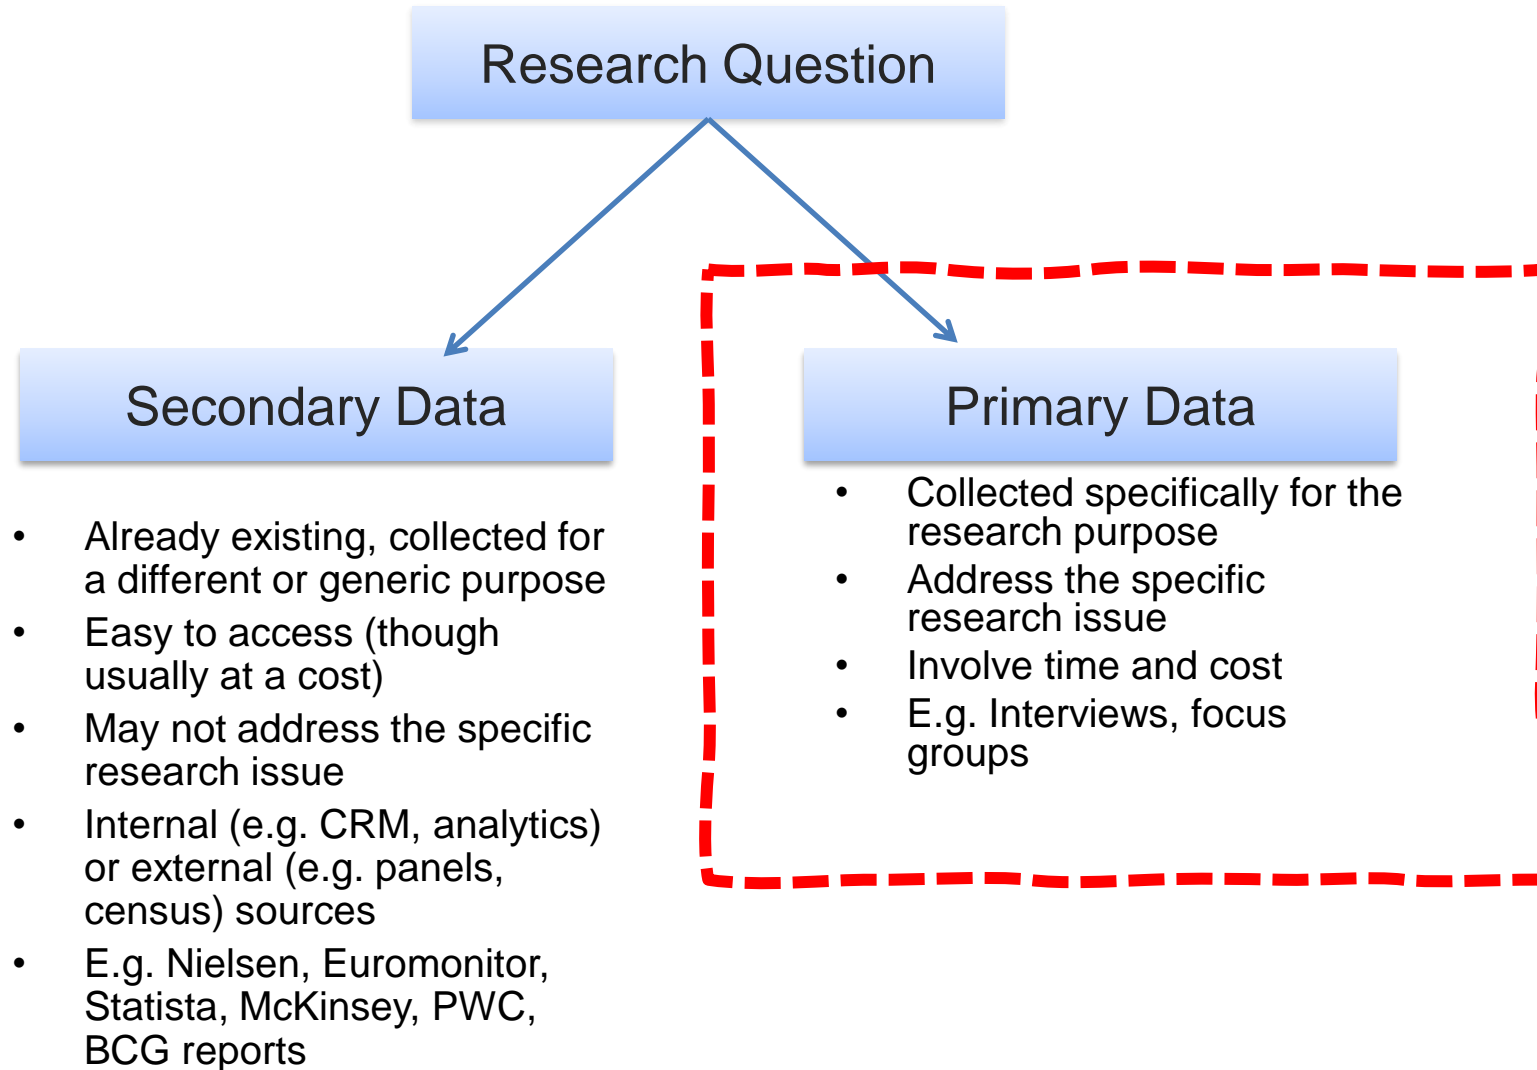 Research Question
Secondary Data
• Already existing, collected for
a different or generic purpose
• Easy to access (though
usually at a cost)
• May not address the specific
research issue
• Internal (e.g. CRM, analytics)
or external (e.g. panels,
census) sources
• E.g. Nielsen, Euromonitor,
Statista, McKinsey, PWC,
BCG reports
Primary Data
• Collected specifically for the
research purpose
• Address the specific
research issue
• Involve time and cost
• E.g. Interviews, focus
groups